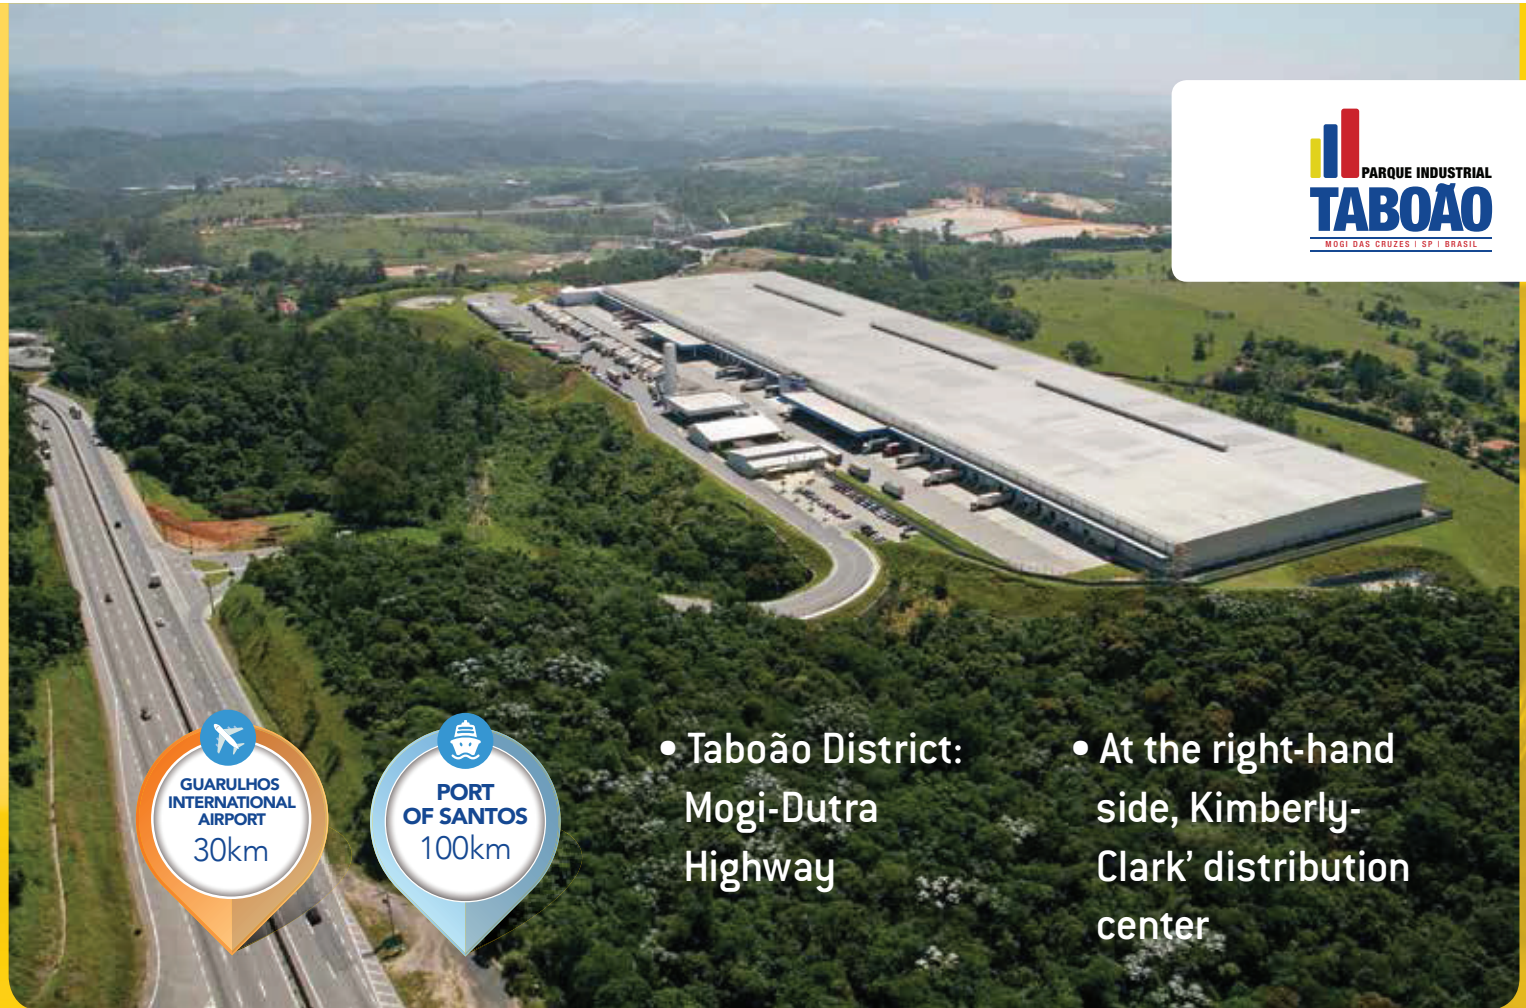 PARQUE INDUSTRIAL
TABOÃO
MOGI DAS CRUZES | SP | BRASIL
GUARULHOS
INTERNATIONAL
AIRPORT
30km
PORT
OF SANTOS
100km
• Taboão District:
Mogi-Dutra
Highway
• At the right-hand
side, Kimberly-
Clark’ distribution
center